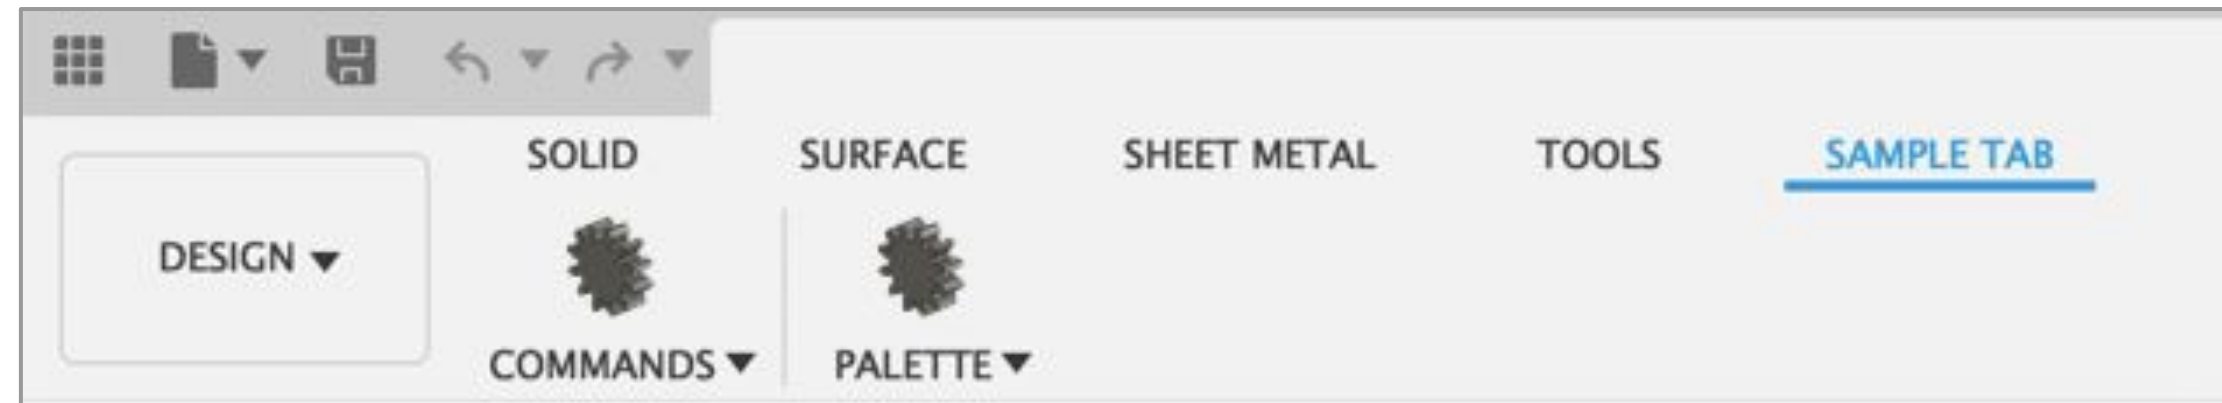 SOLID SURFACE SHEET METAL TOOLS SAMPLE TAB
DESIGN
COMMANDS PALETTE